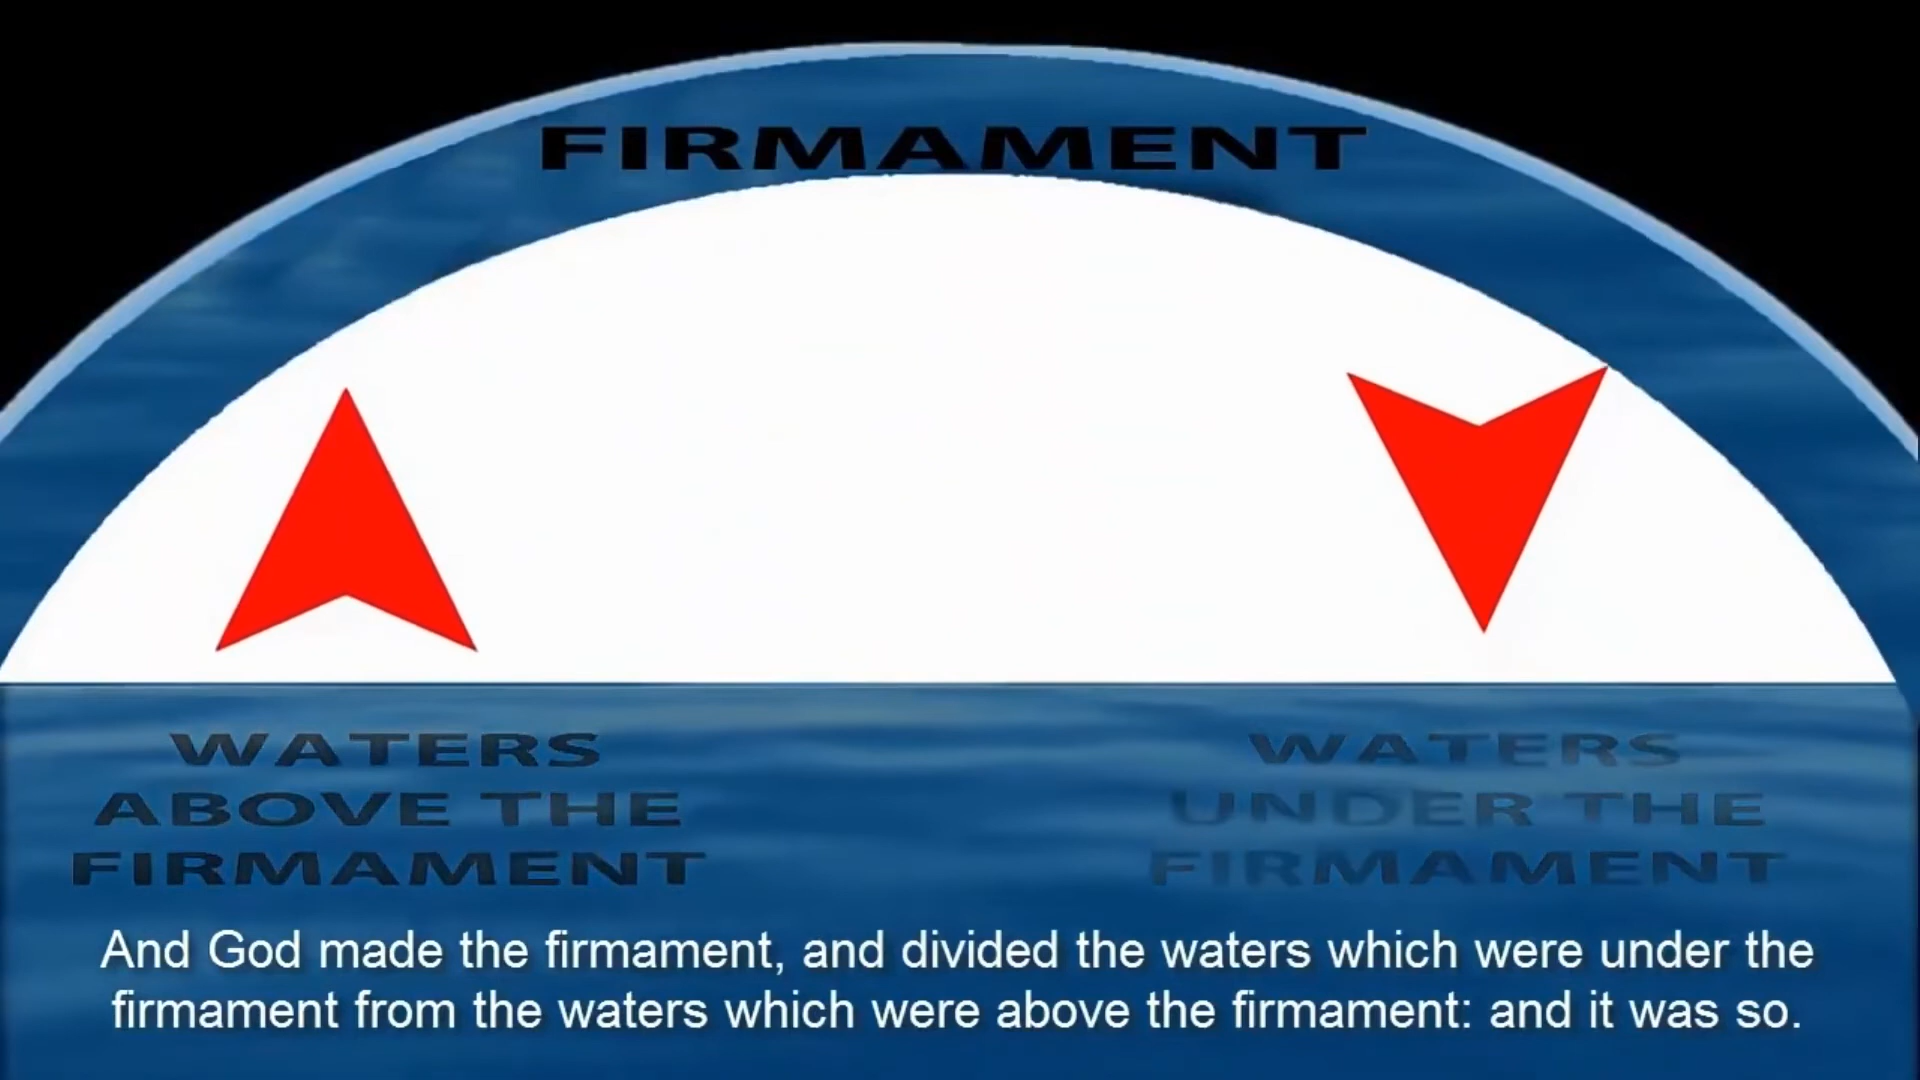 FIRMAMENT
WATERS
ABOVE THE
FIRMAMENT
WATERS
UNDER THE
FIRMAMENT
And God made the firmament, and divided the waters which were under the
firmament from the waters which were above the firmament: and it was so.